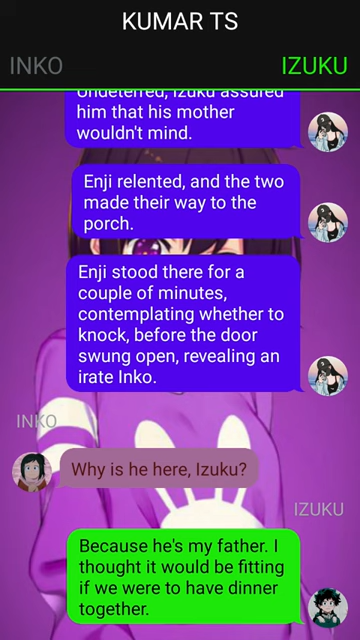 KUMAR TS
INKO
IZUKU
Undeterred, Izuku assured
him that his mother
wouldn't mind.
Enji relented, and the two
made their way to the
porch.
Enji stood there for a
couple of minutes,
contemplating whether to
knock, before the door
swung open, revealing an
irate Inko.
INKO
Why is he here, Izuku?
IZUKU
Because he's my father. I
thought it would be fitting
if we were to have dinner
together.